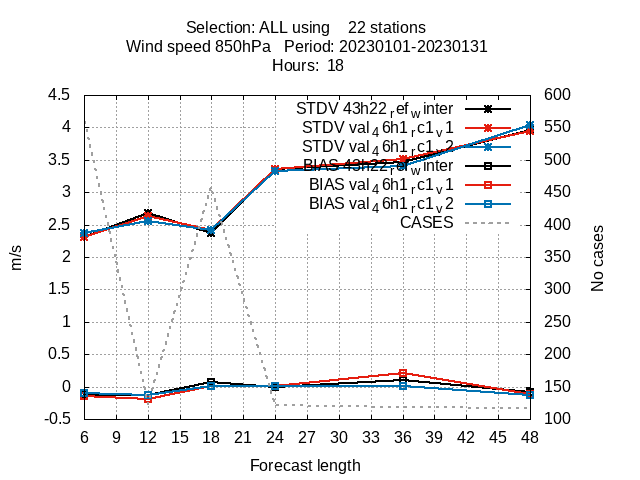 Selection: ALL using 22 stations
Wind speed 850hPa Period: 20230101-20230131
Hours: 18
4.5
4
3.5
3
2.5
2
1.5
1
0.5
0
-0.5
m/s
600
550
500
450
400
350
300
250
200
150
100
No cases
STDV 43h22_ref_winter
STDV val_46h1_rc1_v1
STDV val_46h1_rc1_v2
BIAS 43h22_ref_winter
BIAS val_46h1_rc1_v1
BIAS val_46h1_rc1_v2
CASES
6 9 12 15 18 21 24 27 30 33 36 39 42 45 48
Forecast length